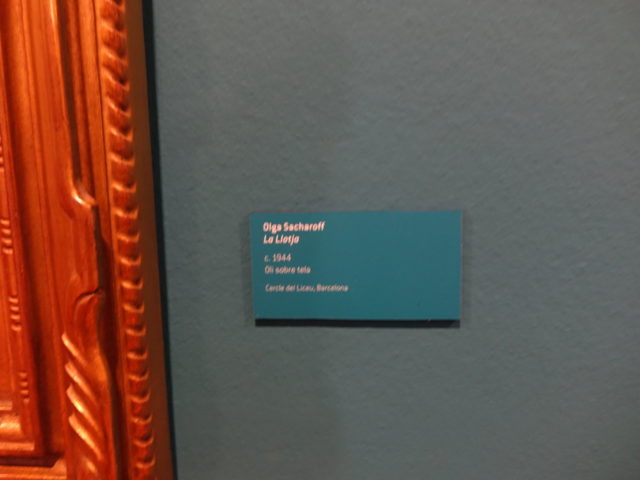 Olga Sacharoff
La Llotja
c. 1944
Oli sobre tela
Cercle del Liceu, Barcelona